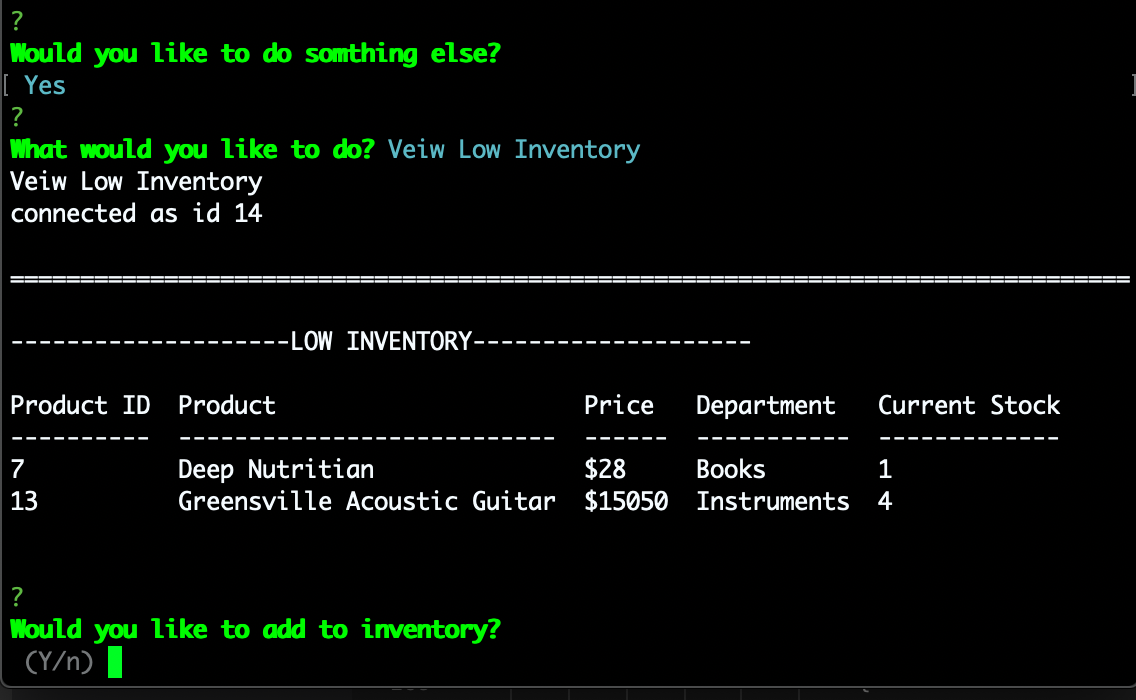 ?
Would you like to do somthing else?
[ Yes ]
?
What would you like to do? Veiw Low Inventory
Veiw Low Inventory
connected as id 14
================================================================================
--------------------LOW INVENTORY--------------------
Product ID  Product                      Price   Department   Current Stock
----------  ---------------------------  ------  -----------  -------------
7           Deep Nutritian               $28     Books        1
13          Greensville Acoustic Guitar  $15050  Instruments  4
?
Would you like to add to inventory?
(Y/n)